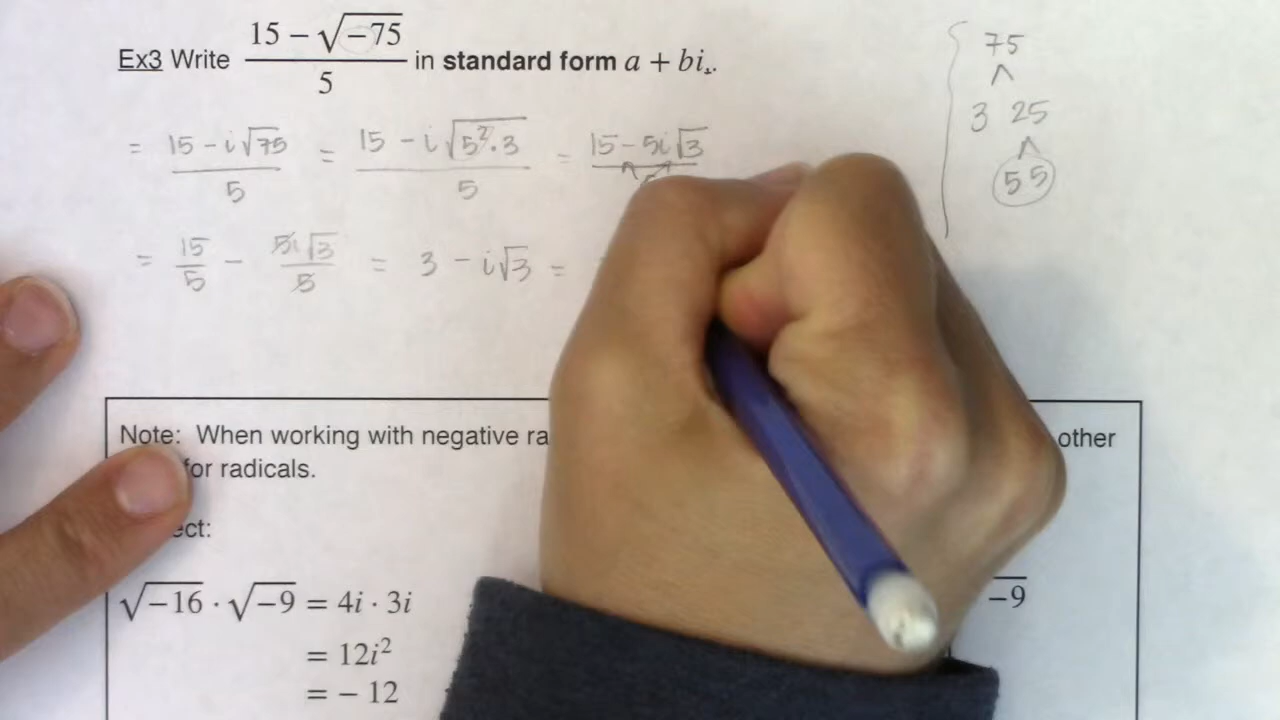 Ex3 Write (15 − √−75)/5 in standard form a + bi.
= (15 − i√75)/5 = (15 − i√(5²·3))/5 = 15 − 5i√3
= 15/5 − 5i√3/5 = 3 − i√3 =
75
3 25
5 5
Note: When working with negative ra other
for radicals.
ect:
√−16 · √−9 = 4i · 3i
= 12i²
= − 12
−9